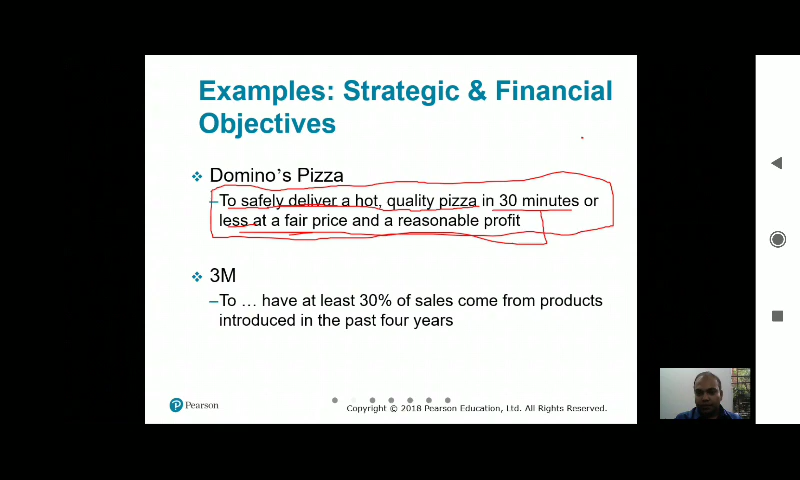 Examples: Strategic & Financial
Objectives
Domino's Pizza
–To safely deliver a hot, quality pizza in 30 minutes or
less at a fair price and a reasonable profit
3M
–To … have at least 30% of sales come from products
introduced in the past four years
Pearson
Copyright © 2018 Pearson Education, Ltd. All Rights Reserved.